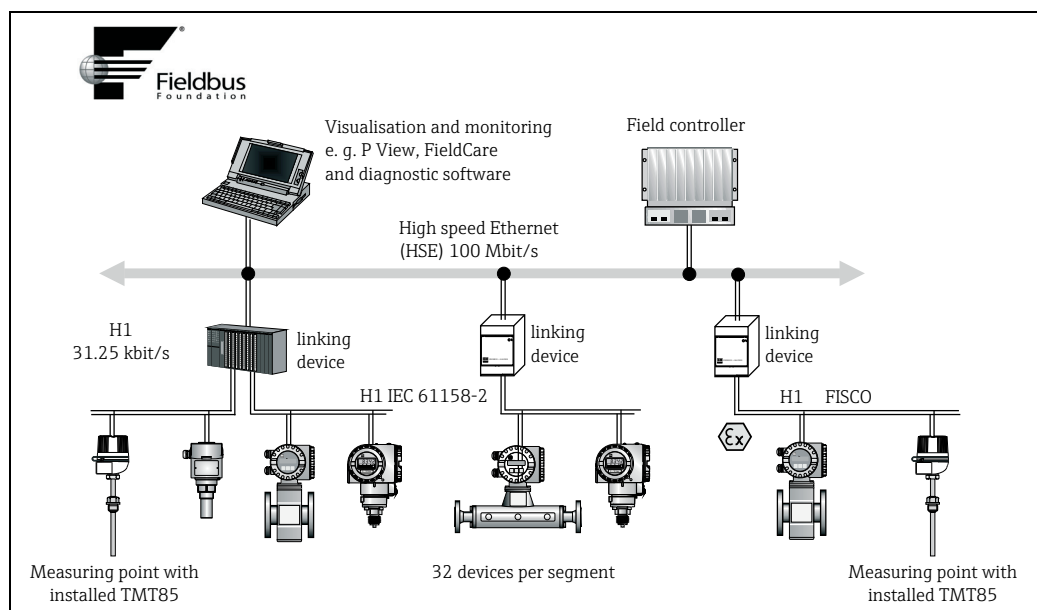 Fieldbus
Foundation
Visualisation and monitoring
e. g. P View, FieldCare
and diagnostic software
Field controller
High speed Ethernet
(HSE) 100 Mbit/s
H1
31.25 kbit/s
linking
device
linking
device
linking
device
H1 IEC 61158-2
H1 FISCO
εx
Measuring point with
installed TMT85
32 devices per segment
Measuring point with
installed TMT85